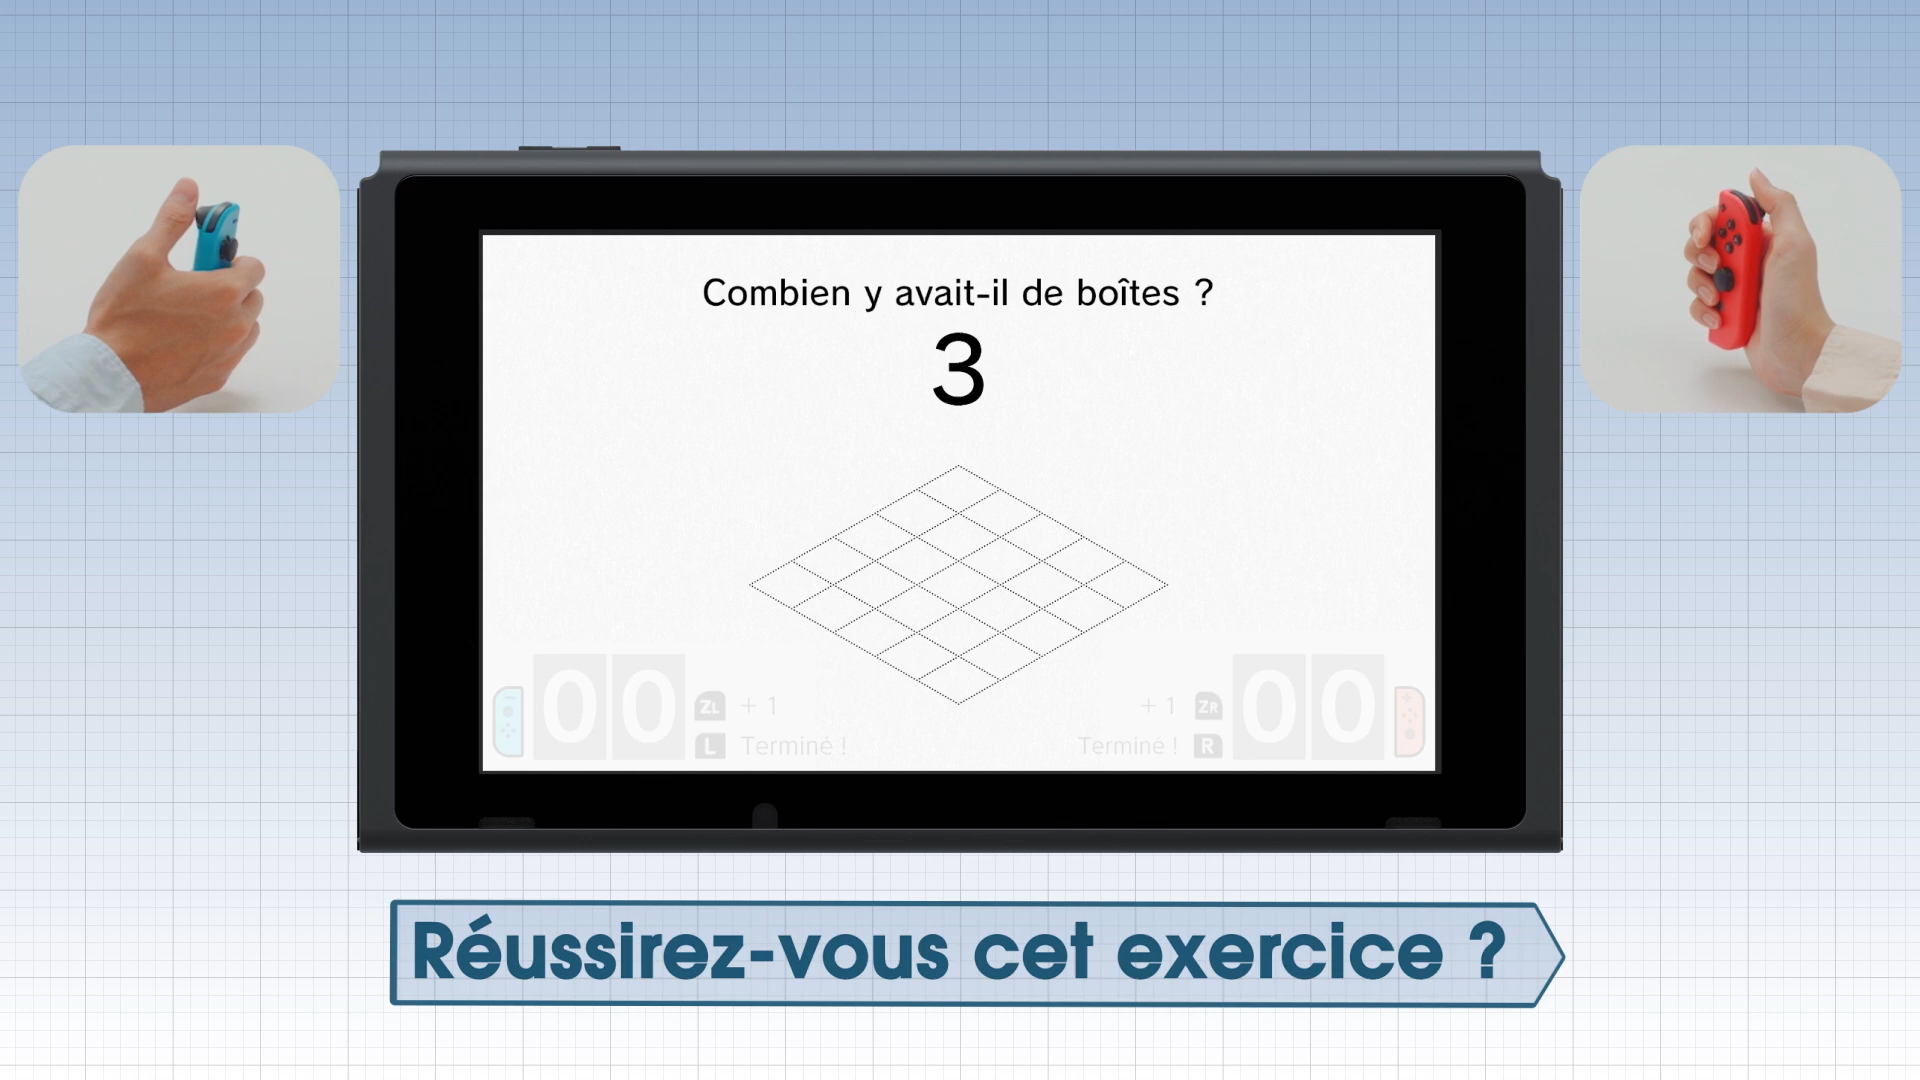 Combien y avait-il de boîtes ?
3
00 ZL + 1
L Terminé !
+ 1 ZR 00
Terminé ! R
Réussirez-vous cet exercice ?